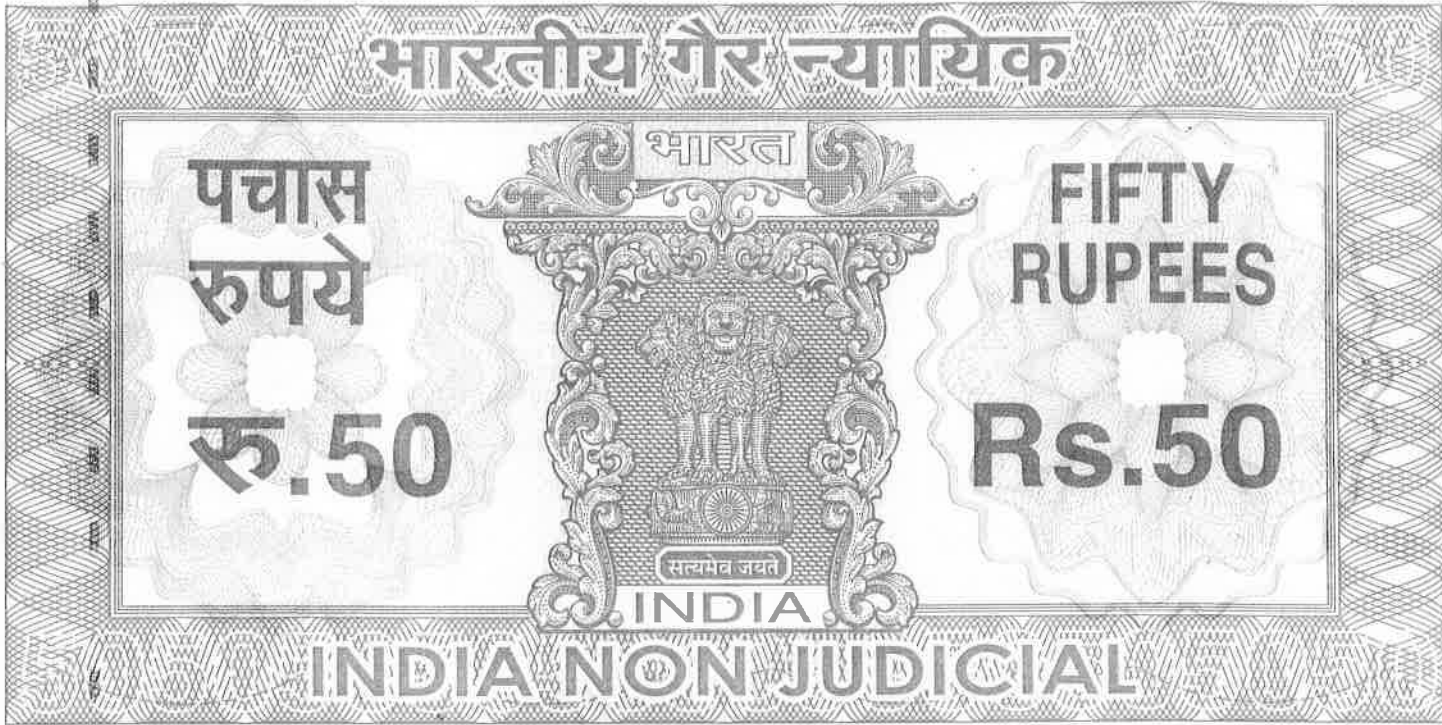 भारतीय गैर न्यायिक
भारत
पचास
रुपये
FIFTY
RUPEES
रु.50
Rs.50
सत्यमेव जयते
INDIA
INDIA NON JUDICIAL